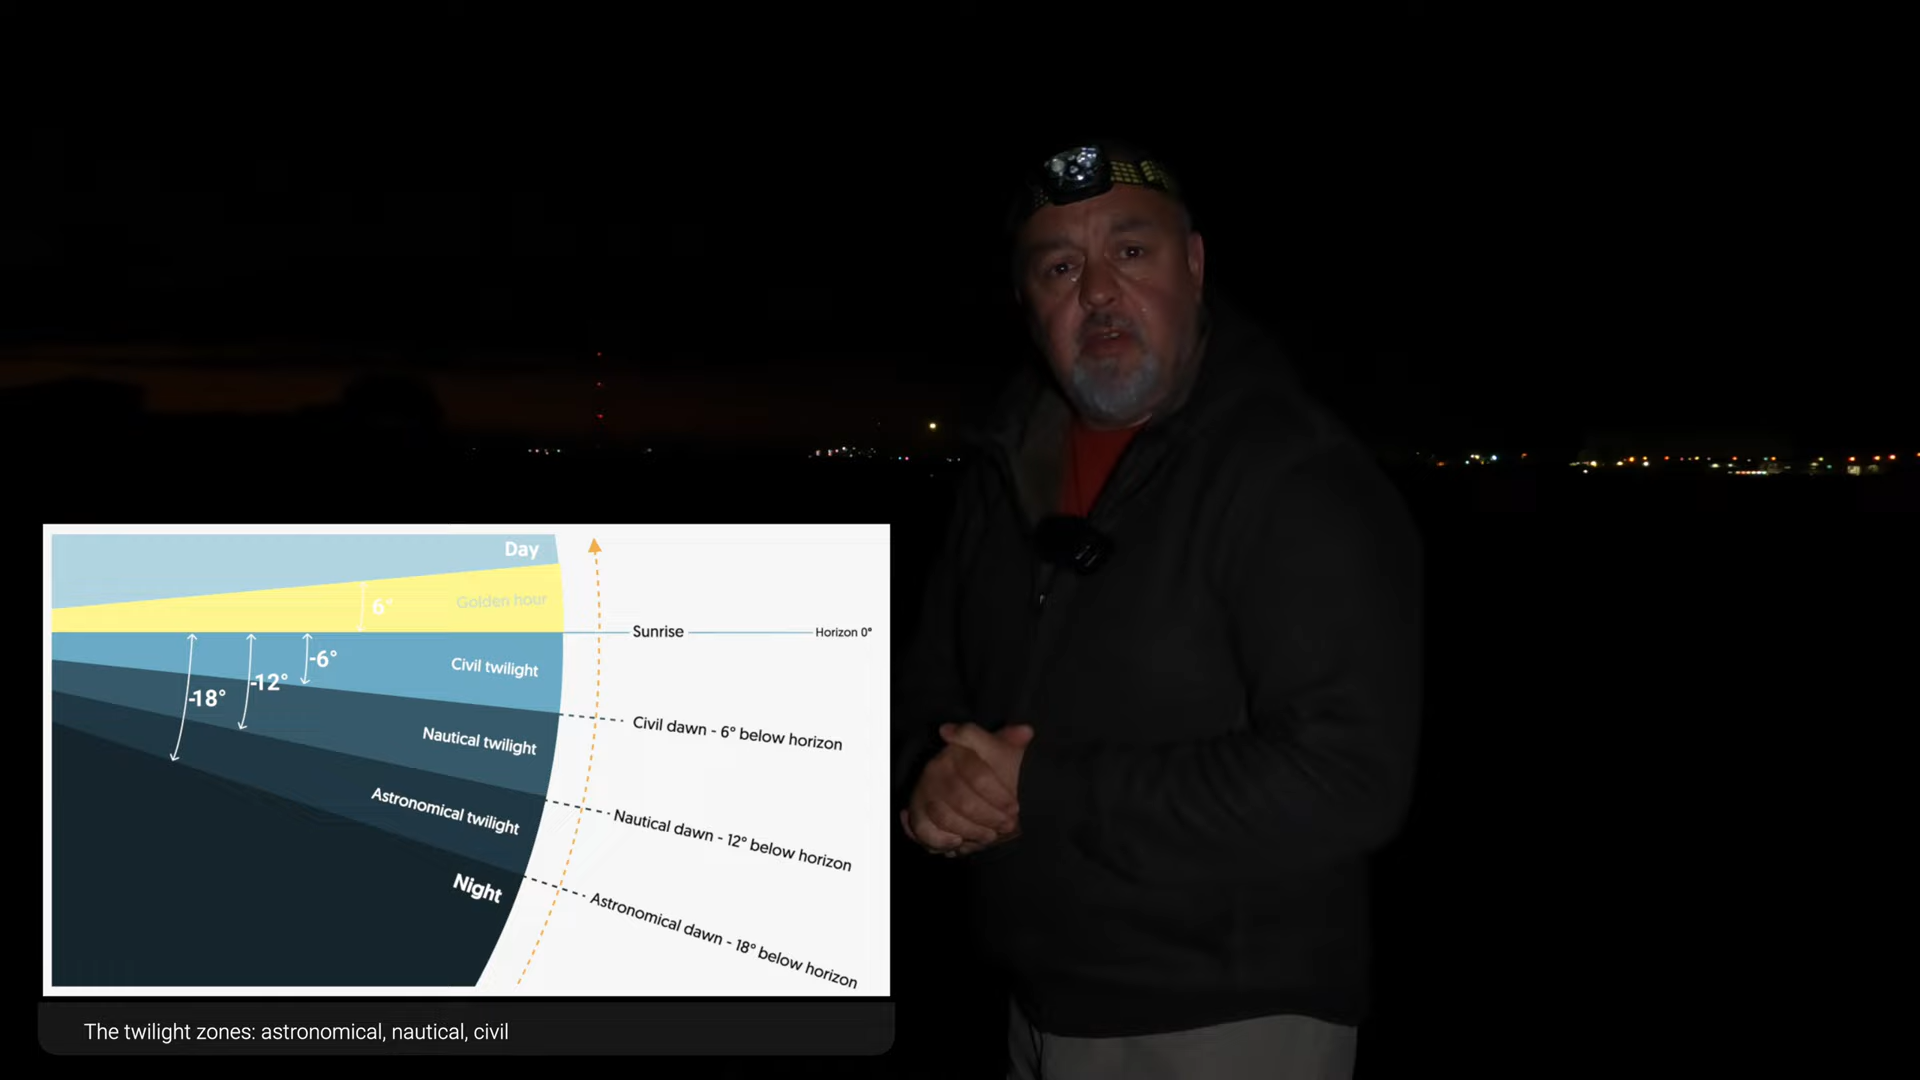 Day
6°
Golden hour
Sunrise
Horizon 0°
-6°
Civil twilight
-12°
-18°
Civil dawn - 6° below horizon
Nautical twilight
Nautical dawn - 12° below horizon
Astronomical twilight
Night
Astronomical dawn - 18° below horizon
The twilight zones: astronomical, nautical, civil